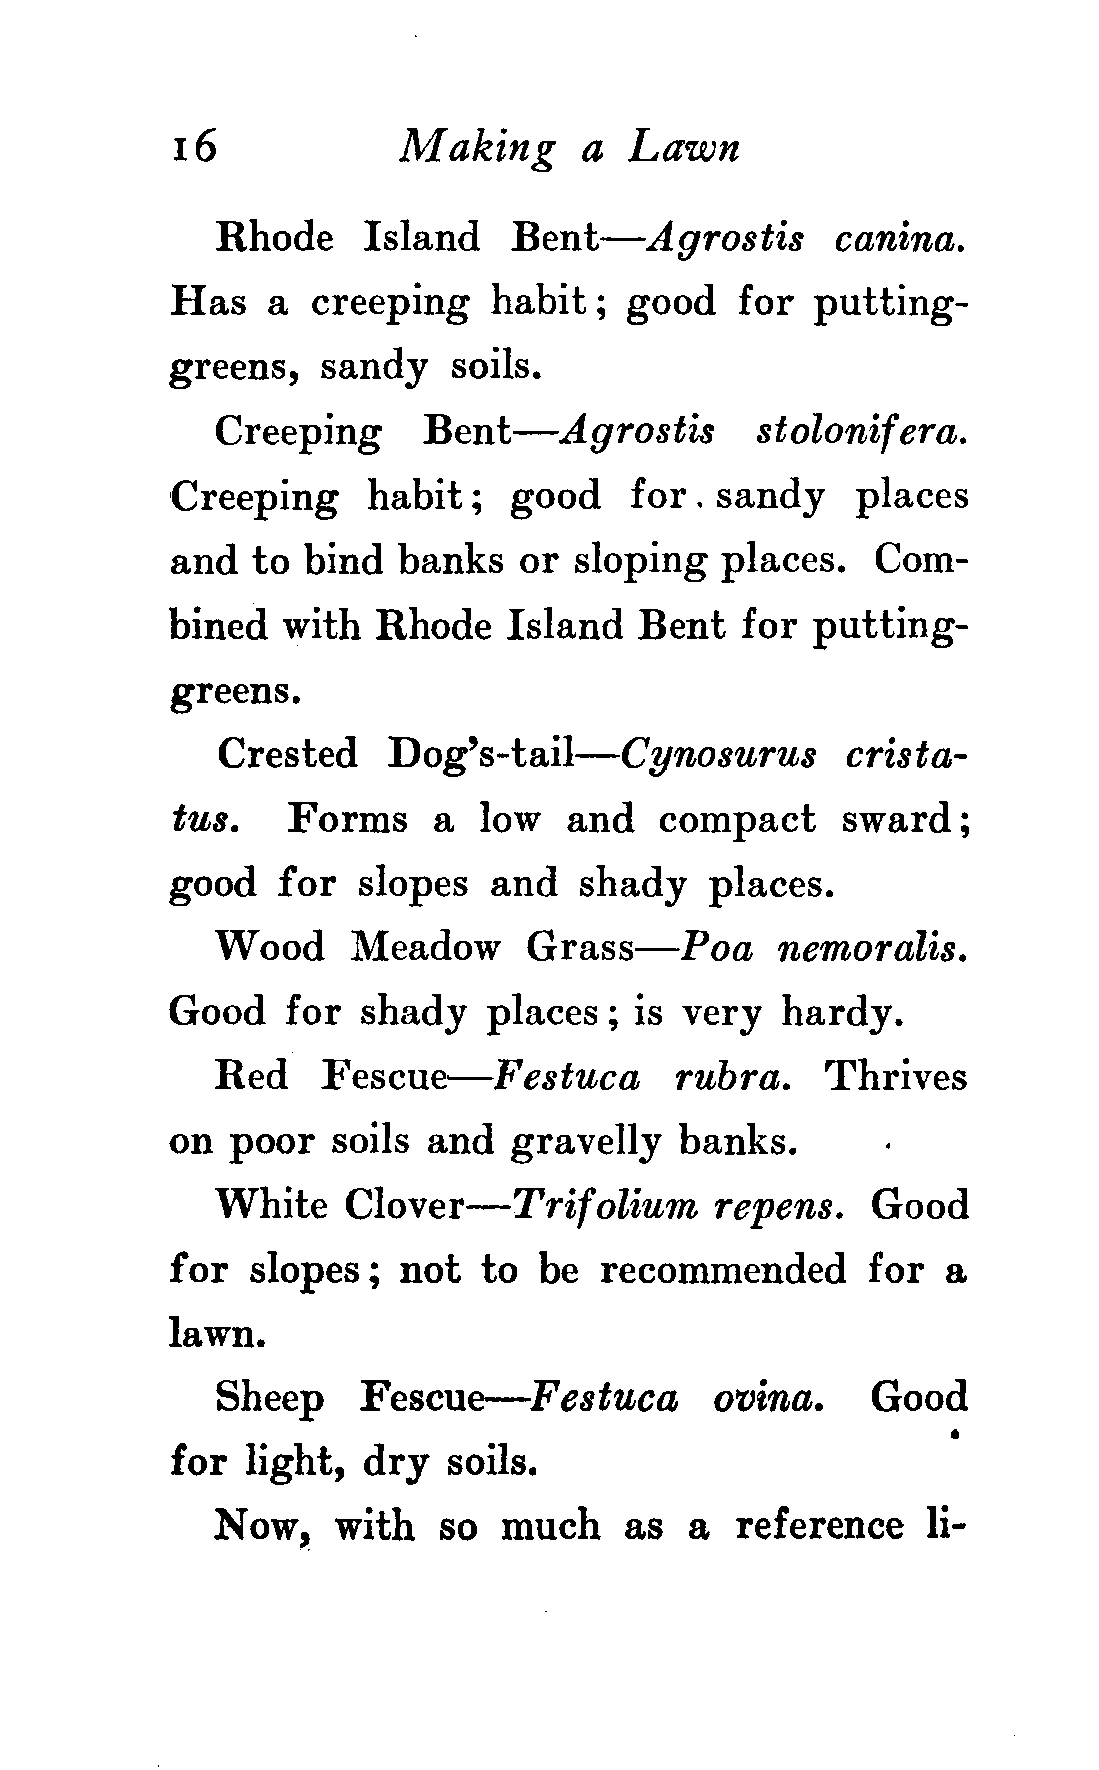 16 Making a Lawn
Rhode Island Bent—Agrostis canina.
Has a creeping habit; good for putting-
greens, sandy soils.
Creeping Bent—Agrostis stolonifera.
Creeping habit; good for sandy places
and to bind banks or sloping places. Com-
bined with Rhode Island Bent for putting-
greens.
Crested Dog's-tail—Cynosurus crista-
tus. Forms a low and compact sward;
good for slopes and shady places.
Wood Meadow Grass—Poa nemoralis.
Good for shady places; is very hardy.
Red Fescue—Festuca rubra. Thrives
on poor soils and gravelly banks.
White Clover—Trifolium repens. Good
for slopes; not to be recommended for a
lawn.
Sheep Fescue—Festuca ovina. Good
for light, dry soils.
Now, with so much as a reference li-